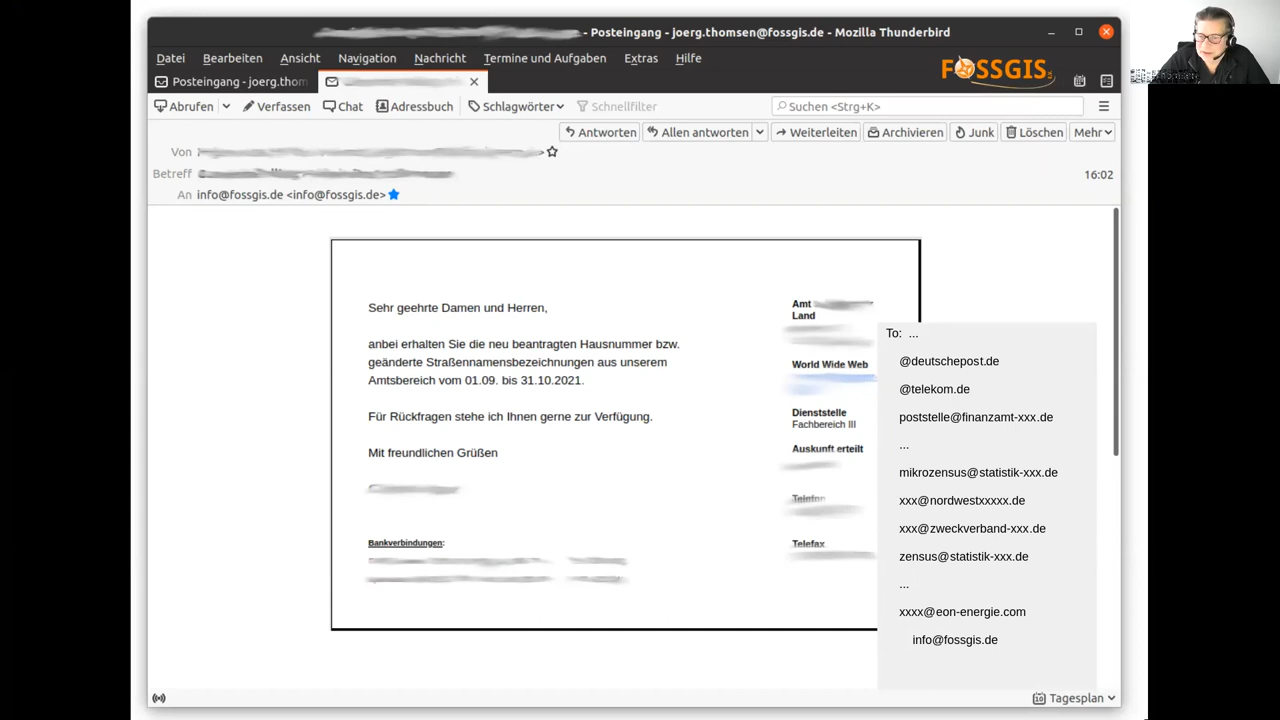 - Posteingang - joerg.thomsen@fossgis.de - Mozilla Thunderbird
Datei Bearbeiten Ansicht Navigation Nachricht Termine und Aufgaben Extras Hilfe
FOSSGIS
Posteingang - joerg.thom
Abrufen Verfassen Chat Adressbuch Schlagwörter Schnellfilter Suchen <Strg+K>
Antworten Allen antworten Weiterleiten Archivieren Junk Löschen Mehr
Von
Betreff 16:02
An info@fossgis.de <info@fossgis.de>
Sehr geehrte Damen und Herren,
anbei erhalten Sie die neu beantragten Hausnummer bzw.
geänderte Straßennamensbezeichnungen aus unserem
Amtsbereich vom 01.09. bis 31.10.2021.
Für Rückfragen stehe ich Ihnen gerne zur Verfügung.
Mit freundlichen Grüßen
Bankverbindungen:
Amt
Land
World Wide Web
Dienststelle
Fachbereich III
Auskunft erteilt
Telefon
Telefax
To: ...
@deutschepost.de
@telekom.de
poststelle@finanzamt-xxx.de
...
mikrozensus@statistik-xxx.de
xxx@nordwestxxxxx.de
xxx@zweckverband-xxx.de
zensus@statistik-xxx.de
...
xxxx@eon-energie.com
info@fossgis.de
Tagesplan